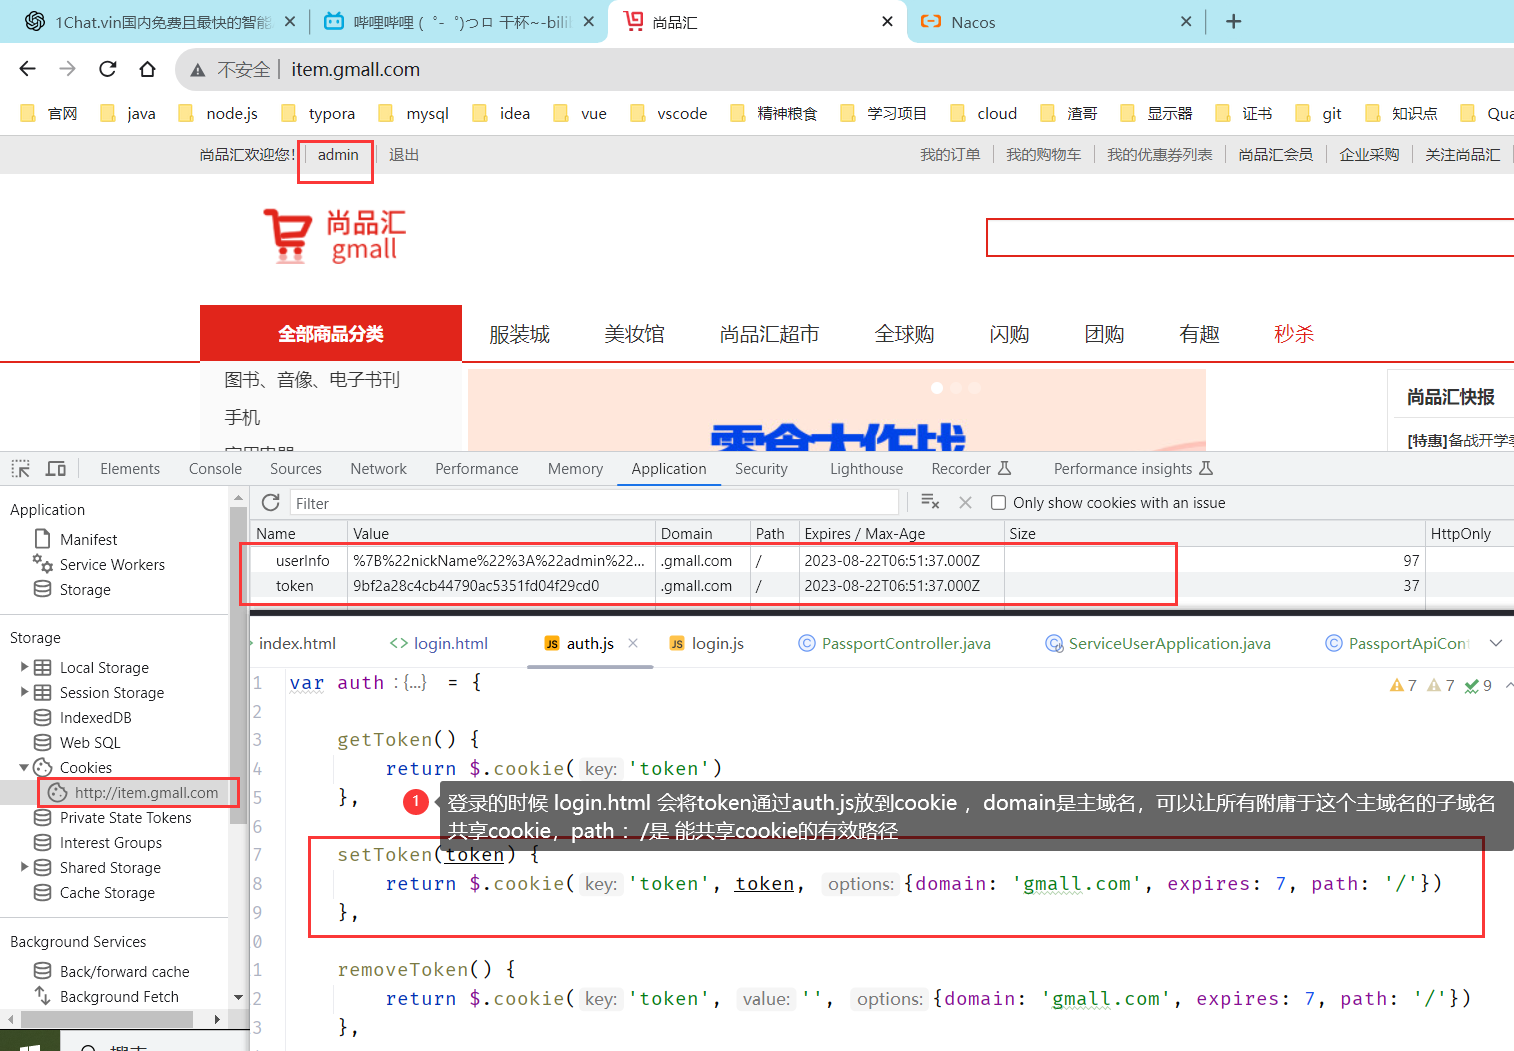 1Chat.vin国内免费且最快的智能
哔哩哔哩 (゜-゜)つロ 干杯~-bili
尚品汇
Nacos
不安全 item.gmall.com
官网 java node.js typora mysql idea vue vscode 精神粮食 学习项目 cloud 渣哥 显示器 证书 git 知识点 Qua
尚品汇欢迎您! admin 退出 我的订单 我的购物车 我的优惠券列表 尚品汇会员 企业采购 关注尚品汇
尚品汇
gmall
全部商品分类 服装城 美妆馆 尚品汇超市 全球购 闪购 团购 有趣 秒杀
图书、音像、电子书刊
手机
家用电器
零食大作战
尚品汇快报
[特惠]备战开学季
Elements Console Sources Network Performance Memory Application Security Lighthouse Recorder Performance insights
Application
Manifest
Service Workers
Storage
Storage
Local Storage
Session Storage
IndexedDB
Web SQL
Cookies
http://item.gmall.com
Private State Tokens
Interest Groups
Shared Storage
Cache Storage
Background Services
Back/forward cache
Background Fetch
搜索
Filter Only show cookies with an issue
Name Value Domain Path Expires / Max-Age Size HttpOnly
userInfo %7B%22nickName%22%3A%22admin%22... .gmall.com / 2023-08-22T06:51:37.000Z 97
token 9bf2a28c4cb44790ac5351fd04f29cd0 .gmall.com / 2023-08-22T06:51:37.000Z 37
index.html <> login.html JS auth.js JS login.js PassportController.java ServiceUserApplication.java PassportApiCont
1 var auth :{...} = { 7 7 9
2
3 getToken() {
4 return $.cookie( key: 'token')
5 },
1 登录的时候 login.html 会将token通过auth.js放到cookie ，domain是主域名，可以让所有附庸于这个主域名的子域名
共享cookie，path ：/是 能共享cookie的有效路径
6
7 setToken(token) {
8 return $.cookie( key: 'token', token, options: {domain: 'gmall.com', expires: 7, path: '/'})
9 },
0
1 removeToken() {
2 return $.cookie( key: 'token', value: '', options: {domain: 'gmall.com', expires: 7, path: '/'})
3 },